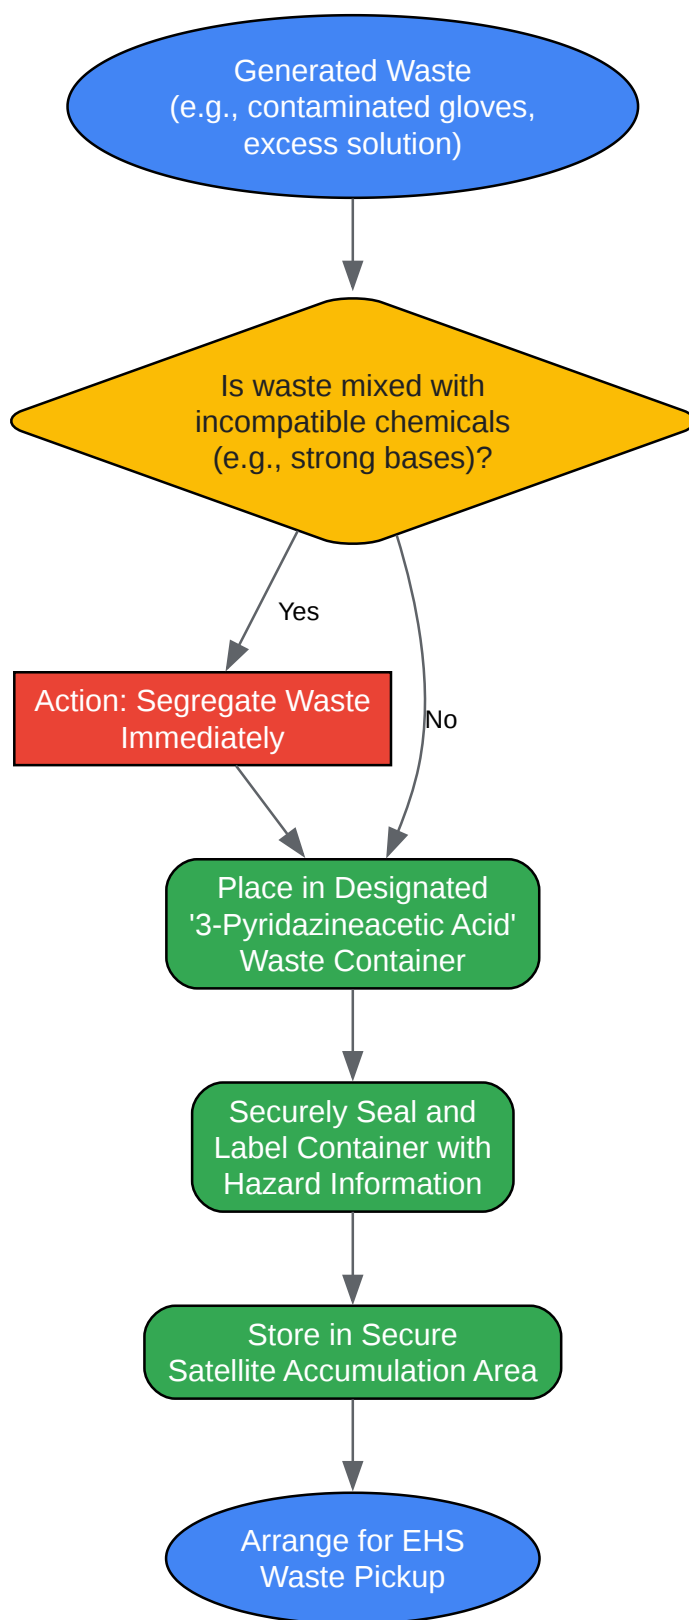 Generated Waste
(e.g., contaminated gloves,
excess solution)
Is waste mixed with
incompatible chemicals
(e.g., strong bases)?
Yes
Action: Segregate Waste
Immediately
No
Place in Designated
'3-Pyridazineacetic Acid'
Waste Container
Securely Seal and
Label Container with
Hazard Information
Store in Secure
Satellite Accumulation Area
Arrange for EHS
Waste Pickup